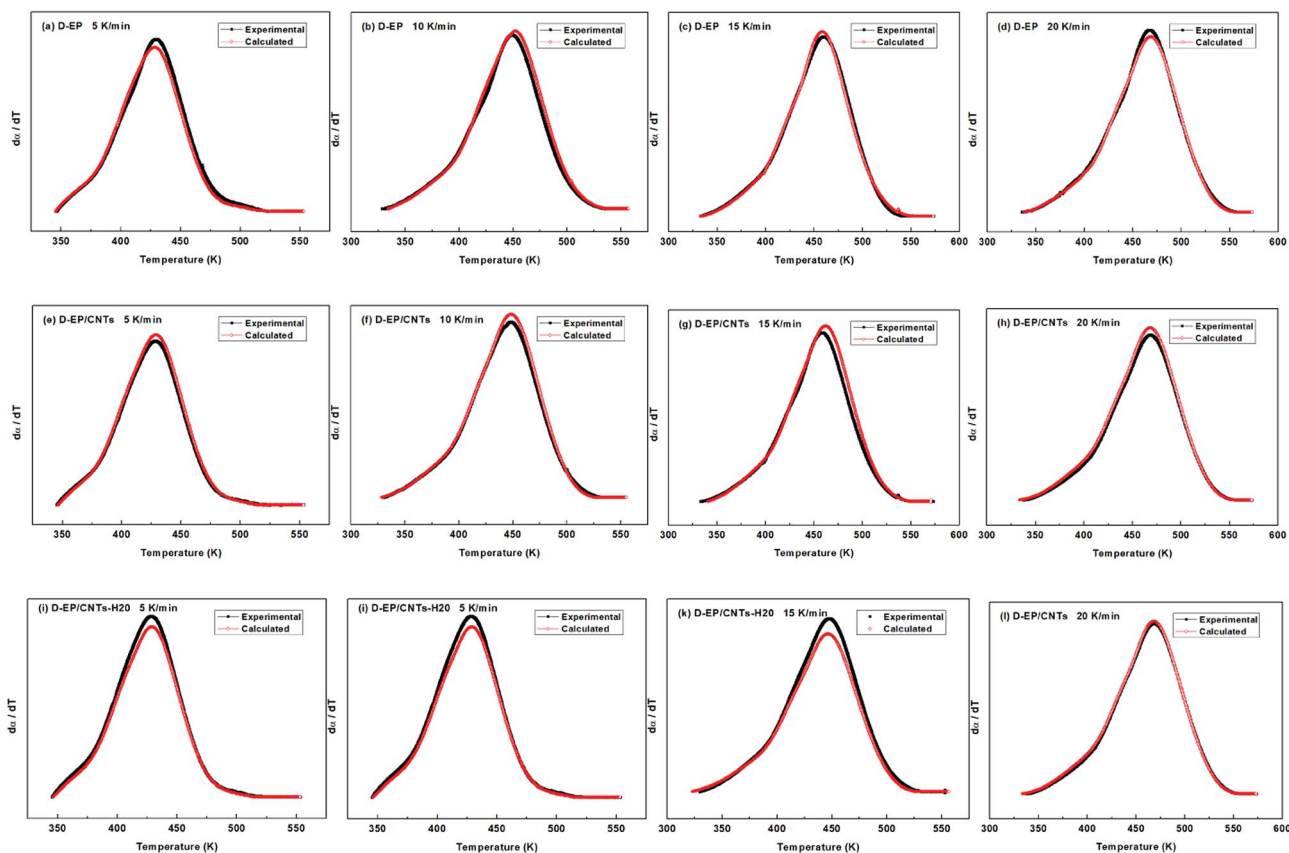 (a) D-EP 5 K/min
Experimental
Calculated
dα / dT
350 400 450 500 550
Temperature (K)
(b) D-EP 10 K/min
Experimental
Calculated
dα / dT
300 350 400 450 500 550
Temperature (K)
(c) D-EP 15 K/min
Experimental
Calculated
dα / dT
300 350 400 450 500 550 600
Temperature (K)
(d) D-EP 20 K/min
Experimental
Calculated
dα / dT
300 350 400 450 500 550 600
Temperature (K)
(e) D-EP/CNTs 5 K/min
Experimental
Calculated
dα / dT
350 400 450 500 550
Temperature (K)
(f) D-EP/CNTs 10 K/min
Experimental
Calculated
dα / dT
300 350 400 450 500 550
Temperature (K)
(g) D-EP/CNTs 15 K/min
Experimental
Calculated
dα / dT
300 350 400 450 500 550 600
Temperature (K)
(h) D-EP/CNTs 20 K/min
Experimental
Calculated
dα / dT
300 350 400 450 500 550 600
Temperature (K)
(i) D-EP/CNTs-H20 5 K/min
Experimental
Calculated
dα / dT
350 400 450 500 550
Temperature (K)
(i) D-EP/CNTs-H20 5 K/min
Experimental
Calculated
dα / dT
350 400 450 500 550
Temperature (K)
(k) D-EP/CNTs-H20 15 K/min
Experimental
Calculated
dα / dT
300 350 400 450 500 550
Temperature (K)
(l) D-EP/CNTs 20 K/min
Experimental
Calculated
dα / dT
300 350 400 450 500 550 600
Temperature (K)